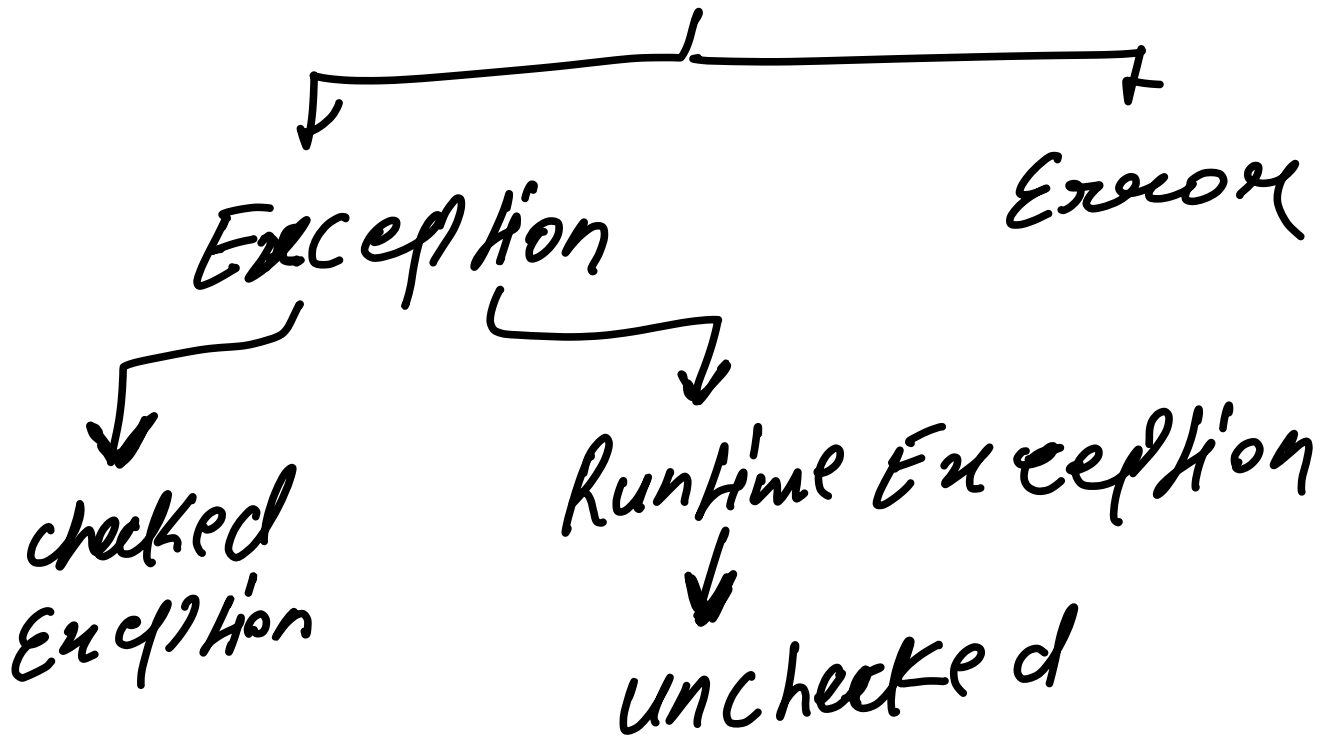 Exception
Error
checked
Exception
Runtime Exception
unchecked